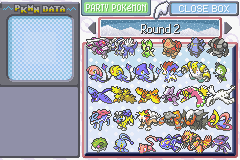 PKMN DATA
PARTY POKéMON
CLOSE BOX
Round 2